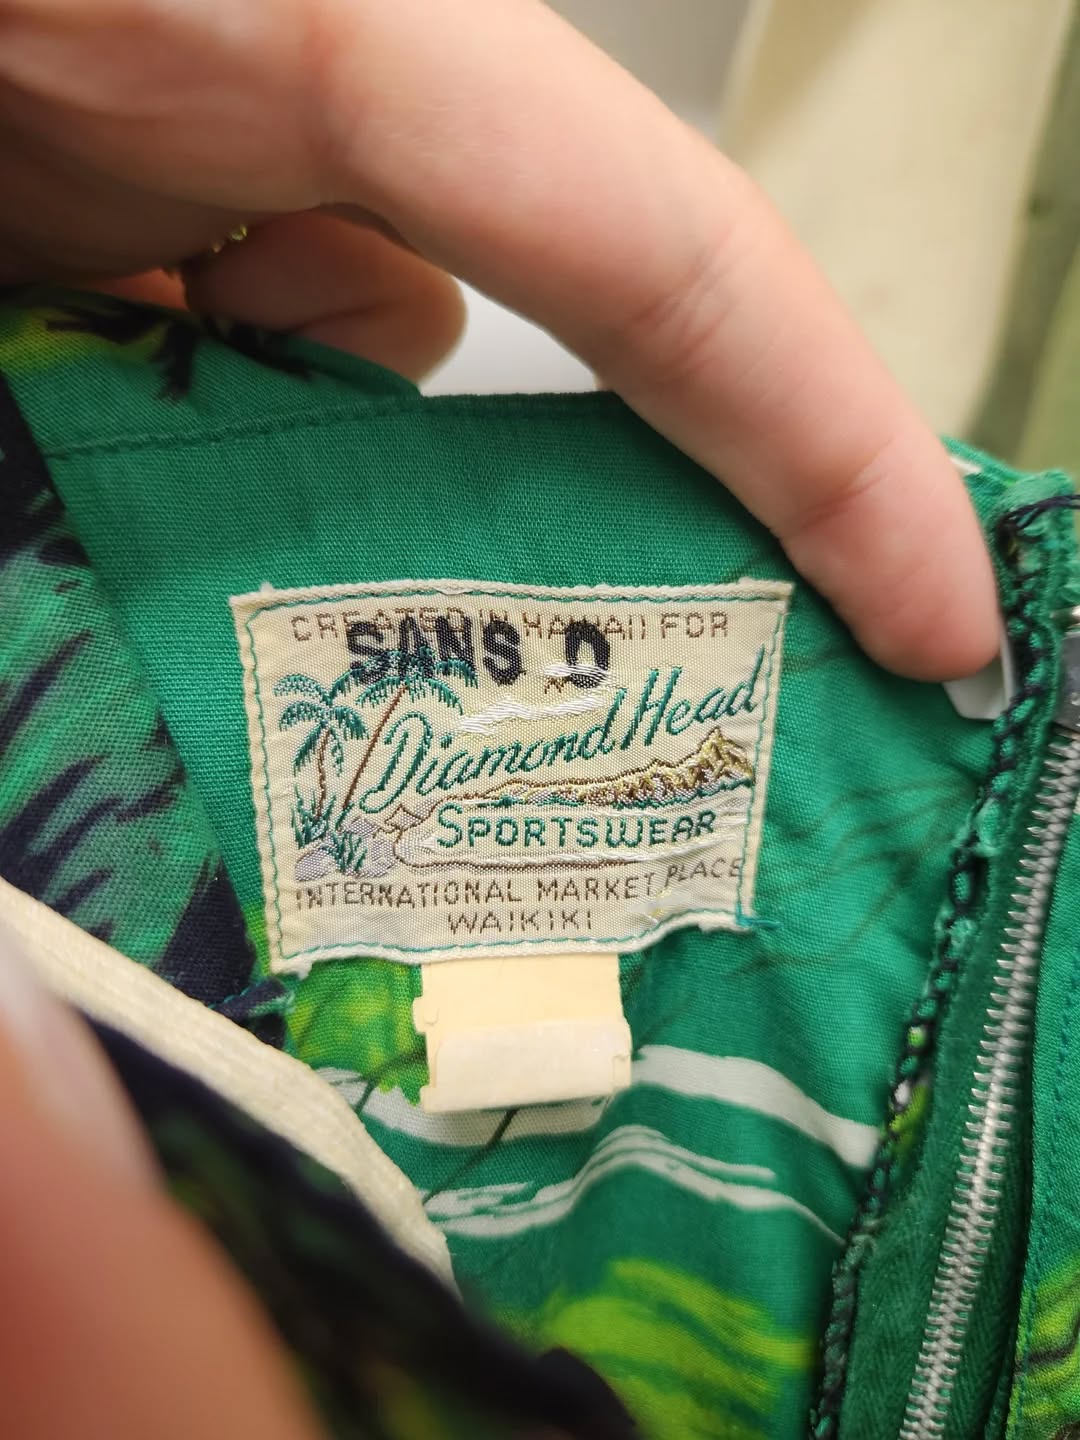 CREATED IN HAWAII FOR
SANS D
Diamond Head
SPORTSWEAR
INTERNATIONAL MARKET PLACE
WAIKIKI